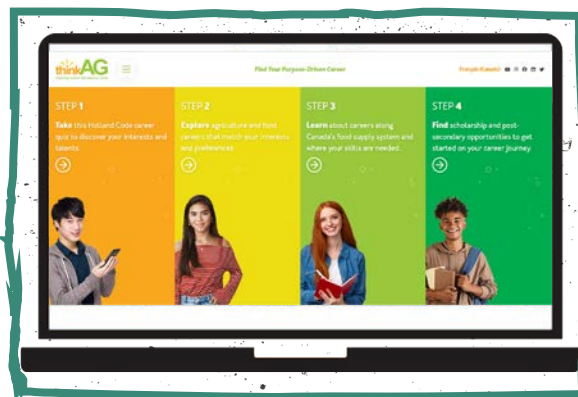 thinkAG
Find Your Purpose-Driven Career
STEP 1
Take this Holland Code career
quiz to discover your interests and
talents.
STEP 2
Explore agriculture and food
careers that match your interests
and preferences.
STEP 3
Learn about careers along
Canada's food supply system and
where your skills are needed.
STEP 4
Find scholarship and post-
secondary opportunities to get
started on your career journey.